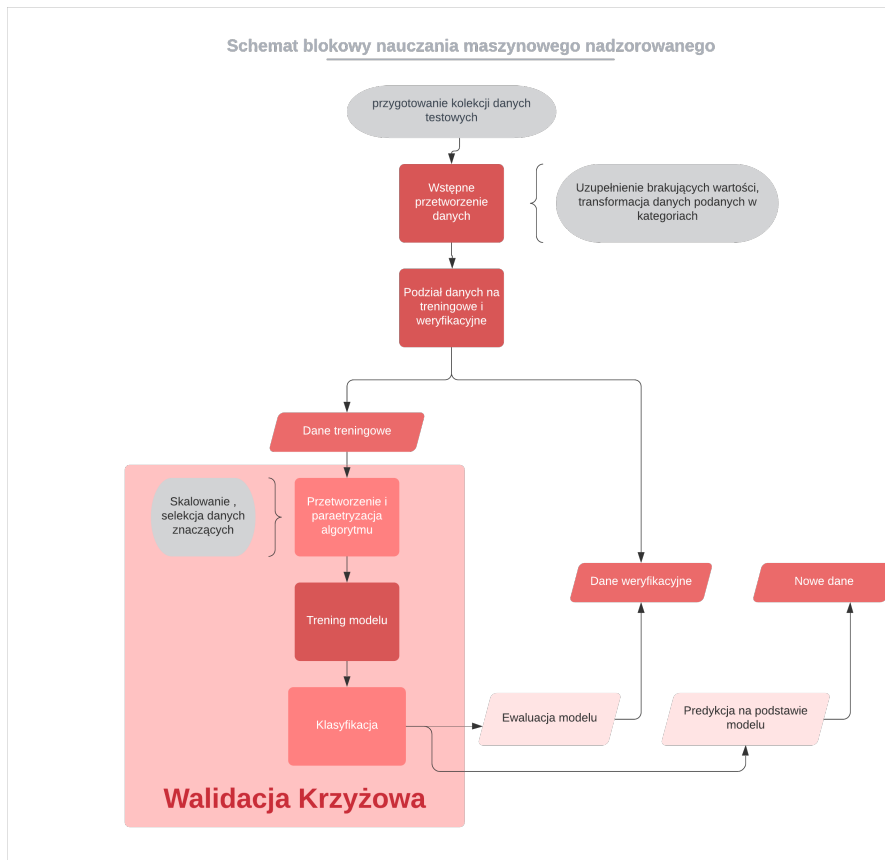 Schemat blokowy nauczania maszynowego nadzorowanego
przygotowanie kolekcji danych
testowych
Wstępne
przetworzenie
danych
Uzupełnienie brakujących wartości,
transformacja danych podanych w
kategoriach
Podział danych na
treningowe i
weryfikacyjne
Dane treningowe
Skalowanie ,
selekcja danych
znaczących
Przetworzenie i
paraetryzacja
algorytmu
Trening modelu
Dane weryfikacyjne
Nowe dane
Klasyfikacja
Ewaluacja modelu
Predykcja na podstawie
modelu
Walidacja Krzyżowa